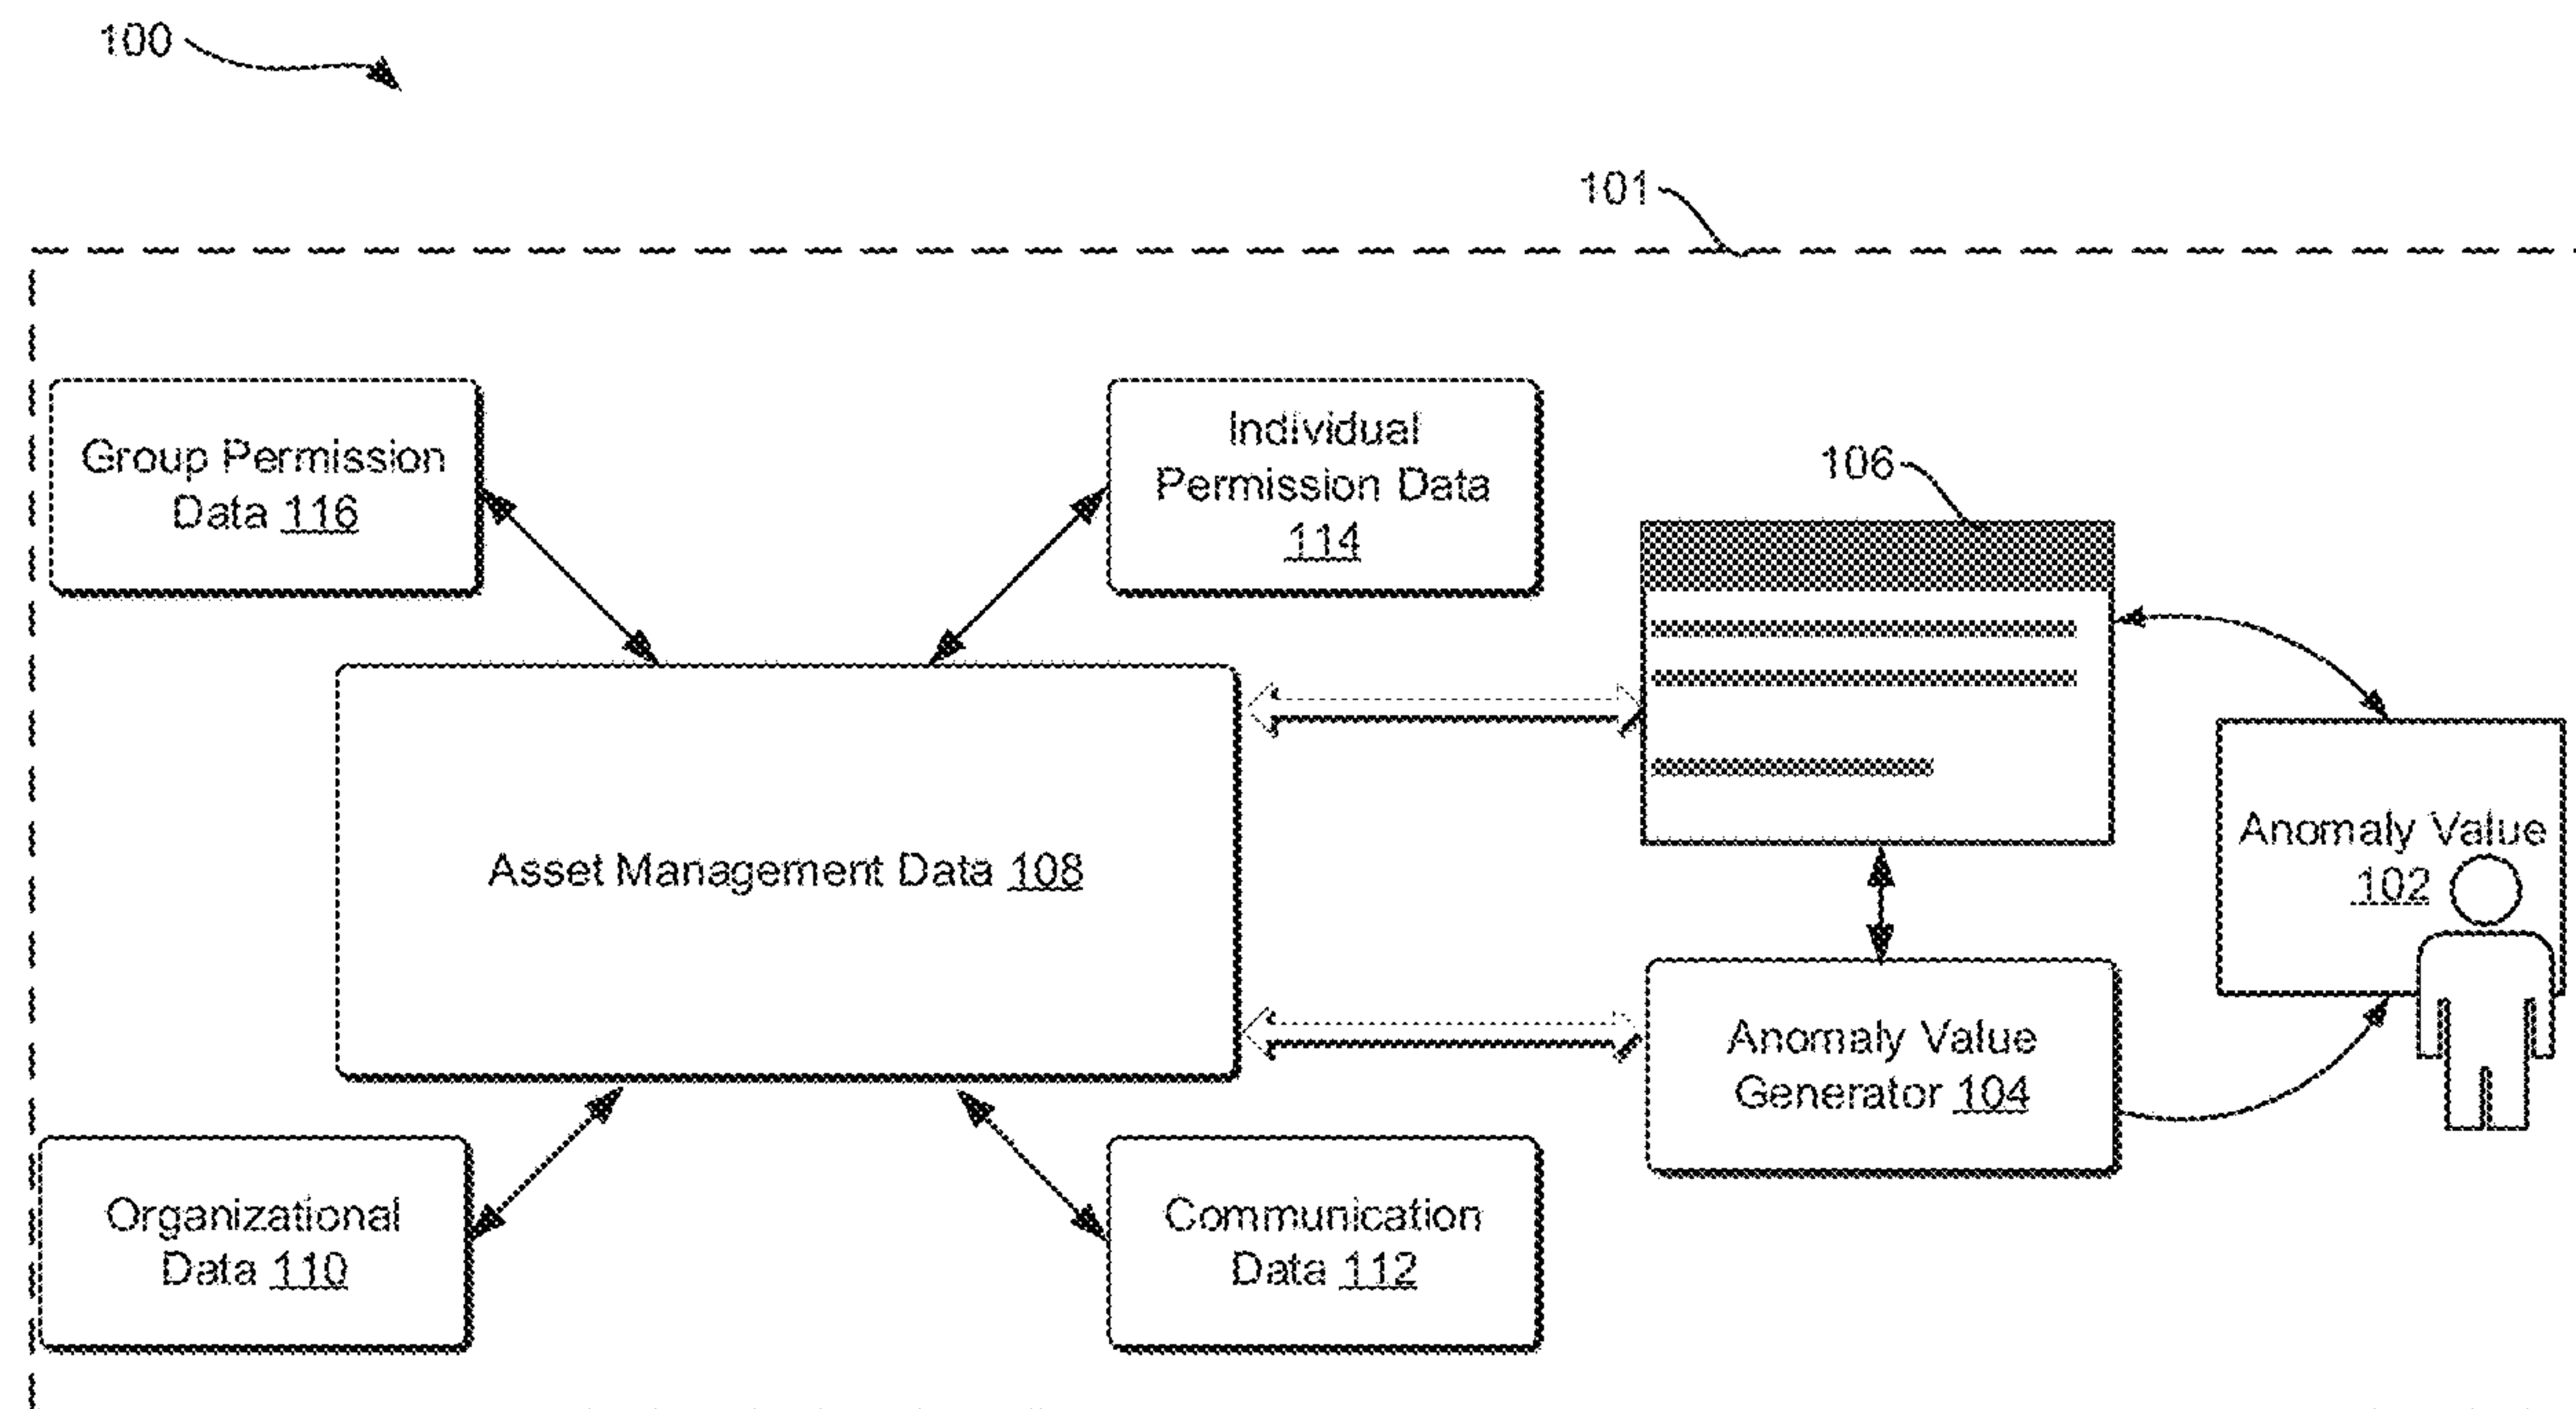 100
101
Group Permission
Data 116
Individual
Permission Data
114
106
Asset Management Data 108
Anomaly Value
102
Anomaly Value
Generator 104
Organizational
Data 110
Communication
Data 112